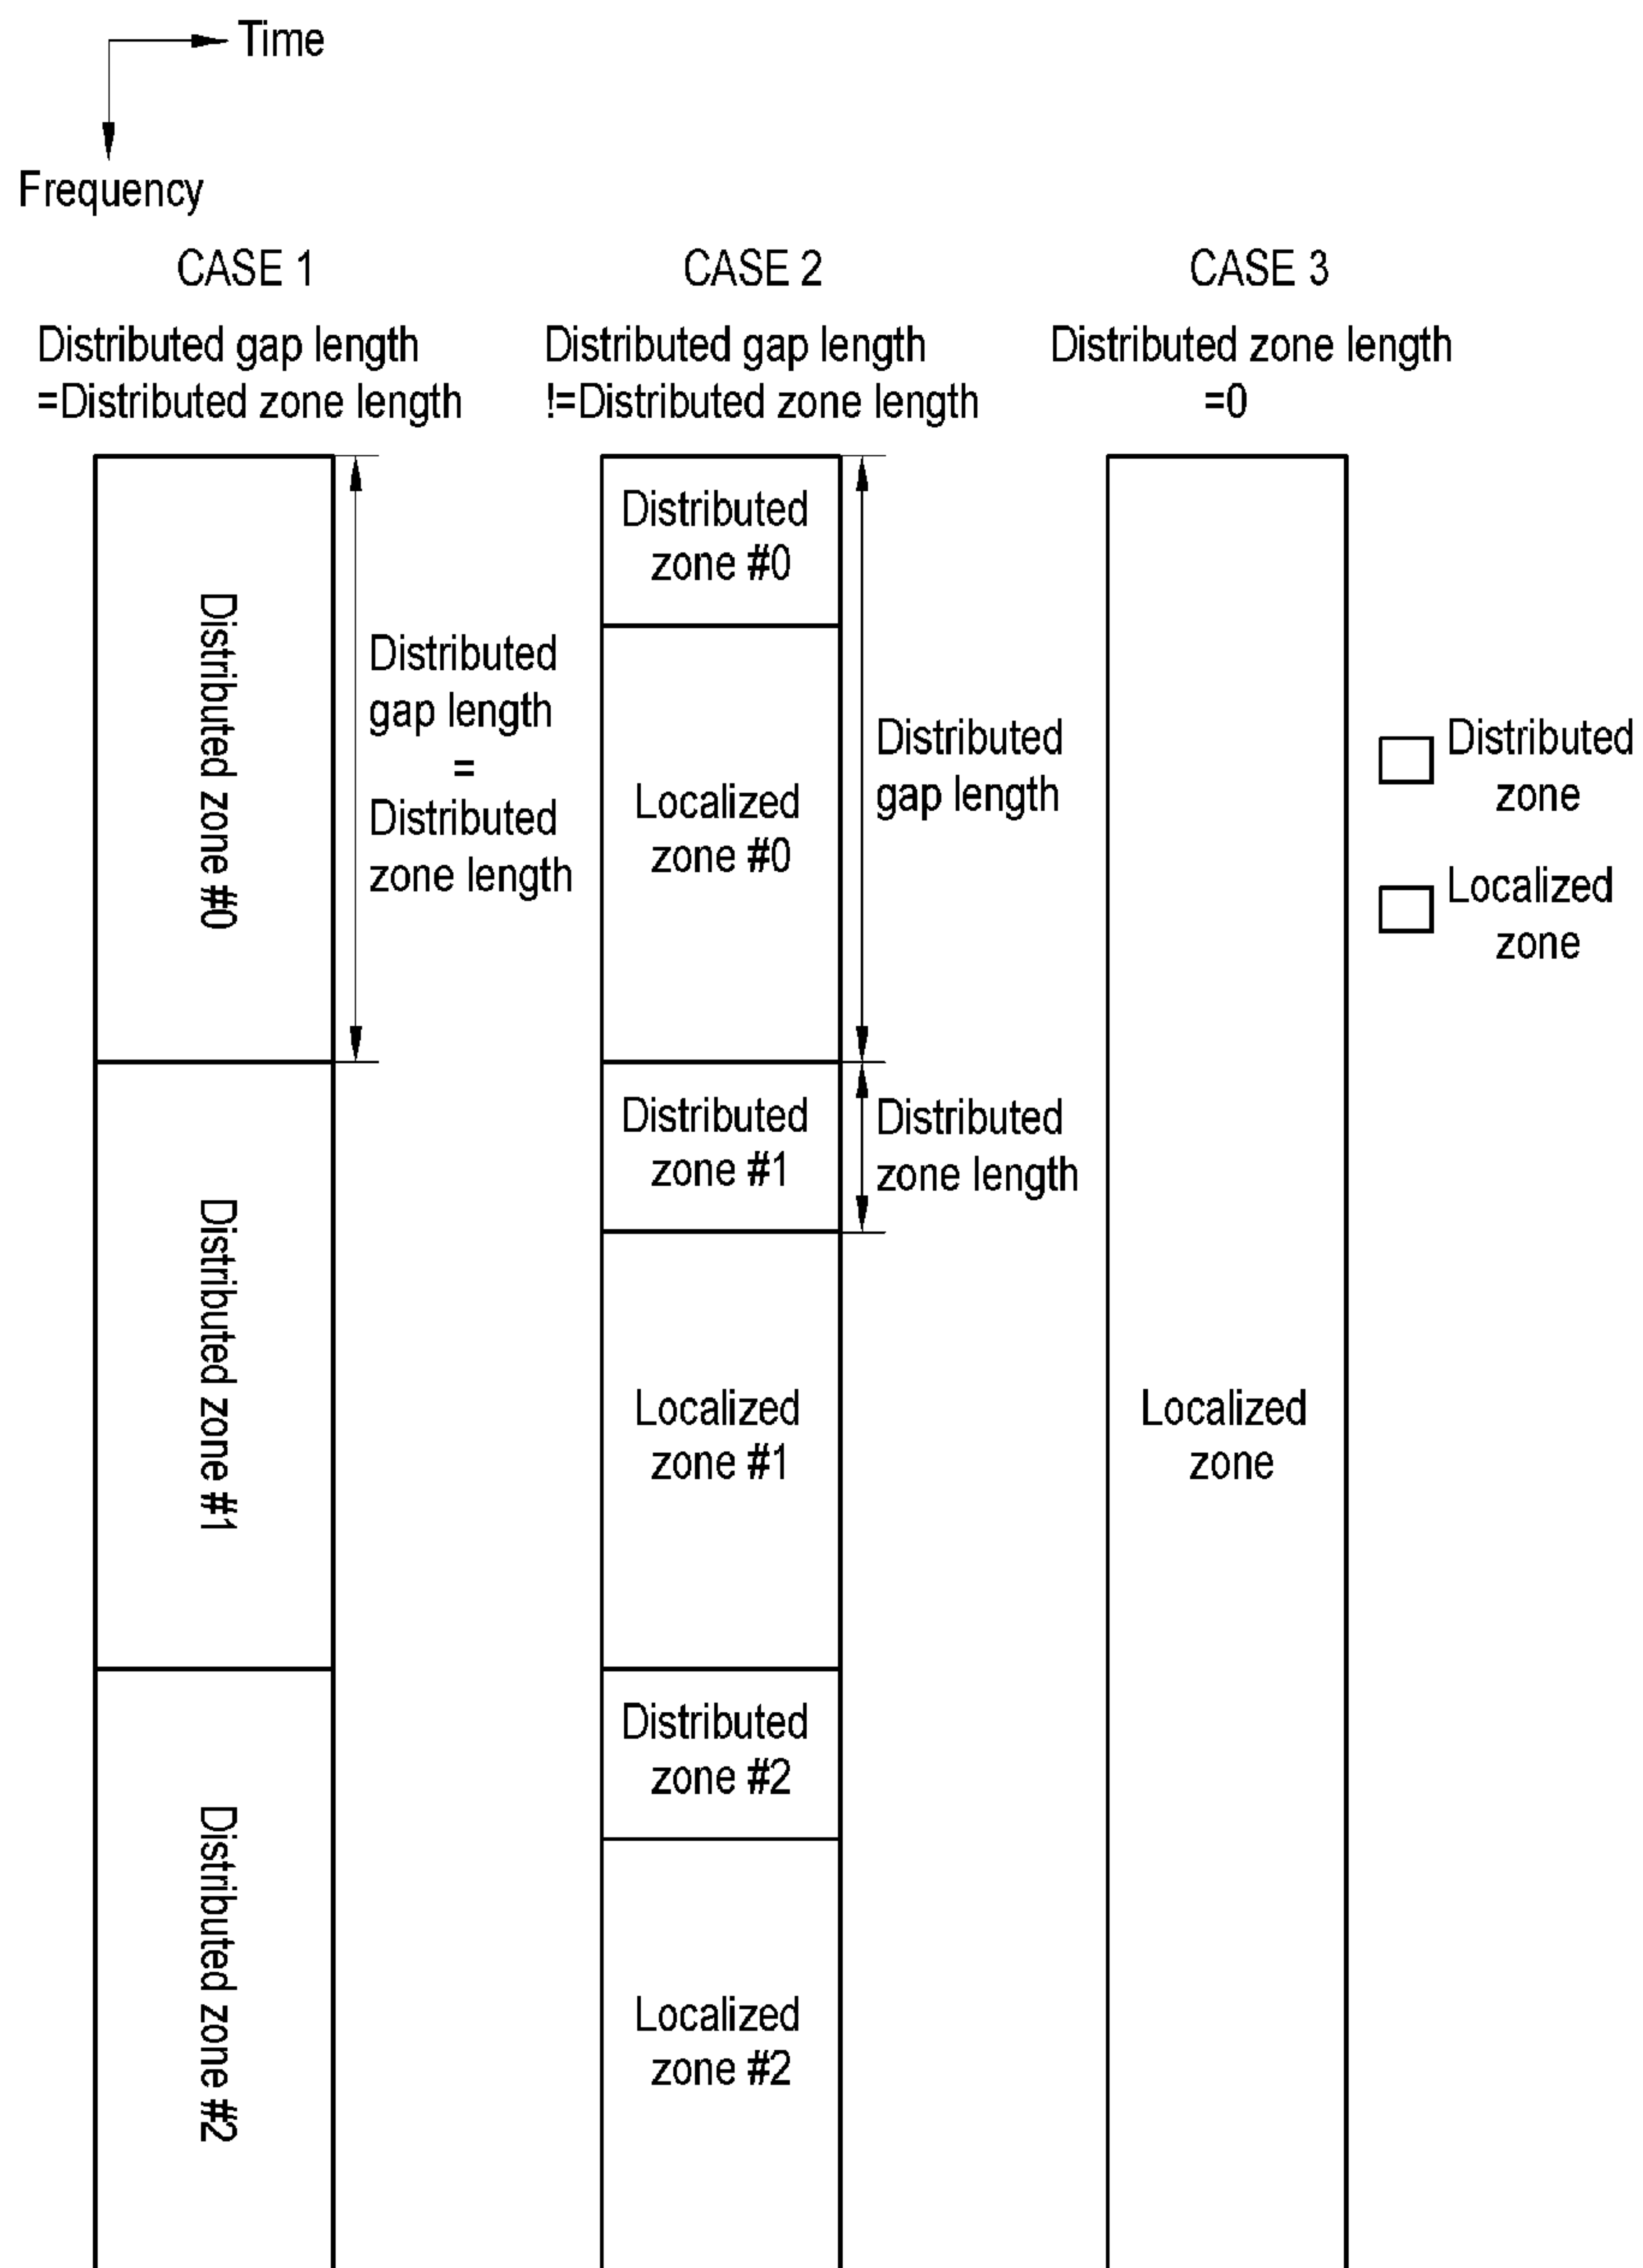 Time
Frequency
CASE 1
Distributed gap length
=Distributed zone length
Distributed zone #0
Distributed
gap length
=
Distributed
zone length
Distributed zone #1
Distributed zone #2
CASE 2
Distributed gap length
!=Distributed zone length
Distributed
zone #0
Localized
zone #0
Distributed
gap length
Distributed
zone #1
Distributed
zone length
Localized
zone #1
Distributed
zone #2
Localized
zone #2
CASE 3
Distributed zone length
=0
Localized
zone
Distributed
zone
Localized
zone